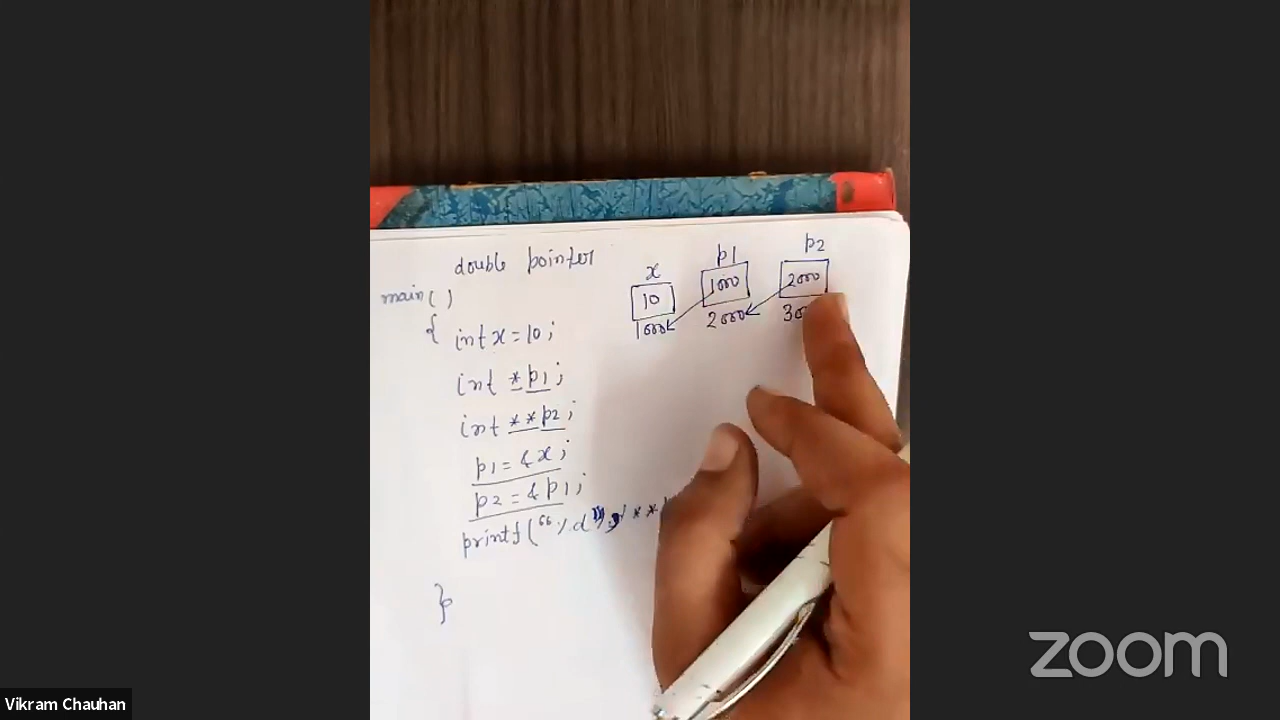 double pointer
x p1 p2
main( )
10 1000 2000
1000 2000
{ int x = 10;
int *p1;
int **p2;
p1 = & x;
p2 = & p1;
printf("%d", **
}
ZOOM
Vikram Chauhan